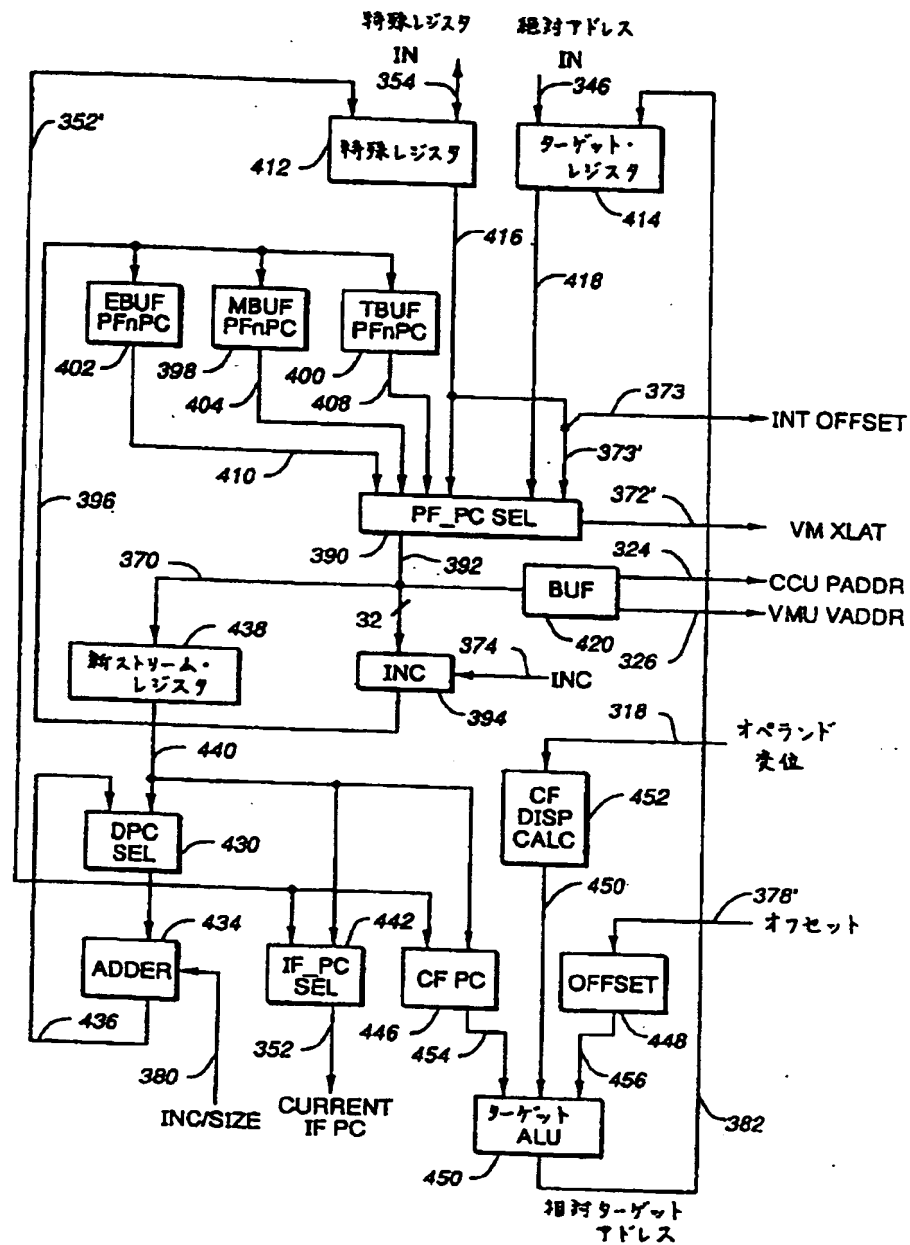 特殊レジスタ
IN
354
絶対アドレス
IN
346
352'
特殊レジスタ
412
ターゲット・
レジスタ
414
416
418
EBUF
PFnPC
402
MBUF
PFnPC
398
TBUF
PFnPC
400
404
408
410
373
INT OFFSET
373'
396
PF_PC SEL
390
392
372'
VM XLAT
370
324
CCU PADDR
BUF
420
VMU VADDR
326
32
438
新ストリーム・
レジスタ
INC
394
374
INC
318
オペランド
変位
440
CF
DISP
CALC
452
DPC
SEL
430
450
378'
オフセット
434
ADDER
442
IF_PC
SEL
CF PC
446
OFFSET
448
436
380
INC/SIZE
352
CURRENT
IF PC
454
456
382
ターゲット
ALU
450
相対ターゲット
アドレス